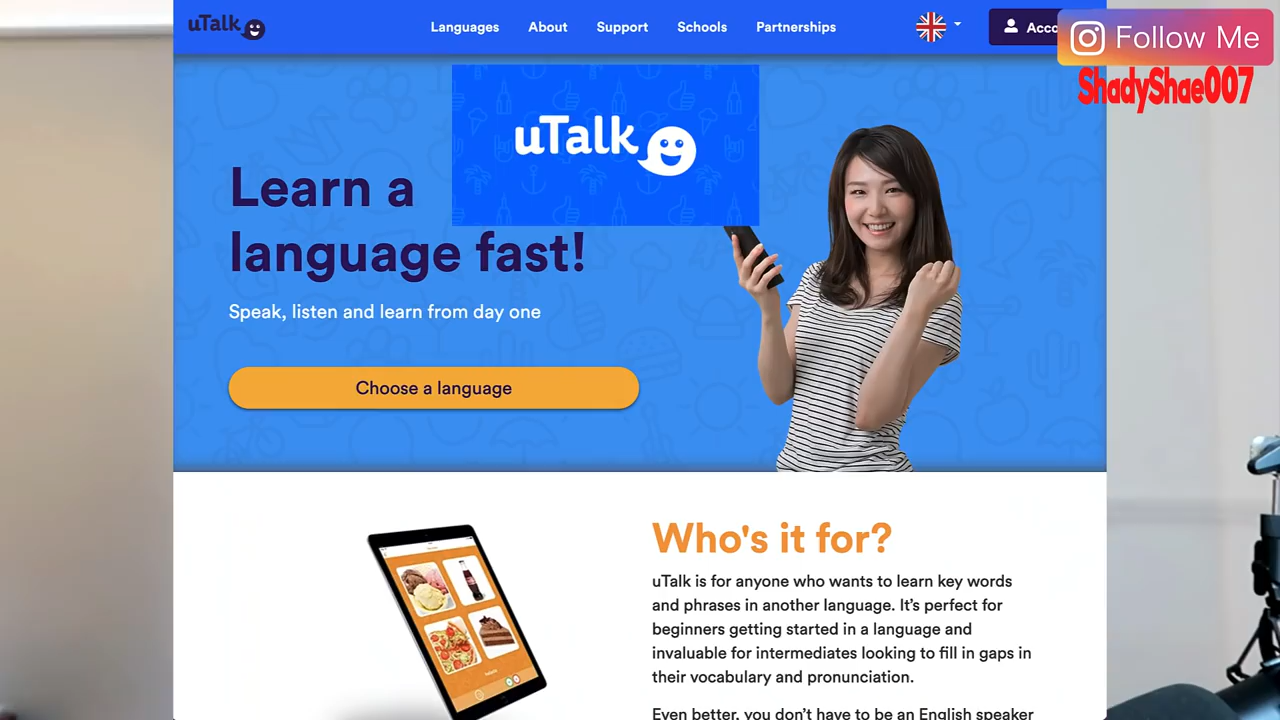 uTalk
Languages About Support Schools Partnerships
Follow Me
ShadyShae007
uTalk
Learn a
language fast!
Speak, listen and learn from day one
Choose a language
Who's it for?
uTalk is for anyone who wants to learn key words
and phrases in another language. It’s perfect for
beginners getting started in a language and
invaluable for intermediates looking to fill in gaps in
their vocabulary and pronunciation.
Even better, you don’t have to be an English speaker